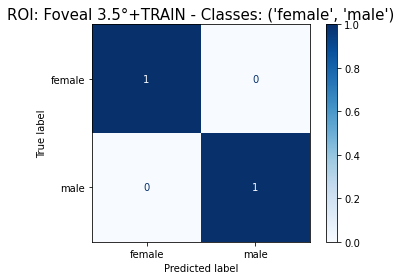 ROI: Foveal 3.5°+TRAIN - Classes: ('female', 'male')
1.0
female
1
0
0.8
0.6
True label
0.4
male
0
1
0.2
0.0
female
male
Predicted label